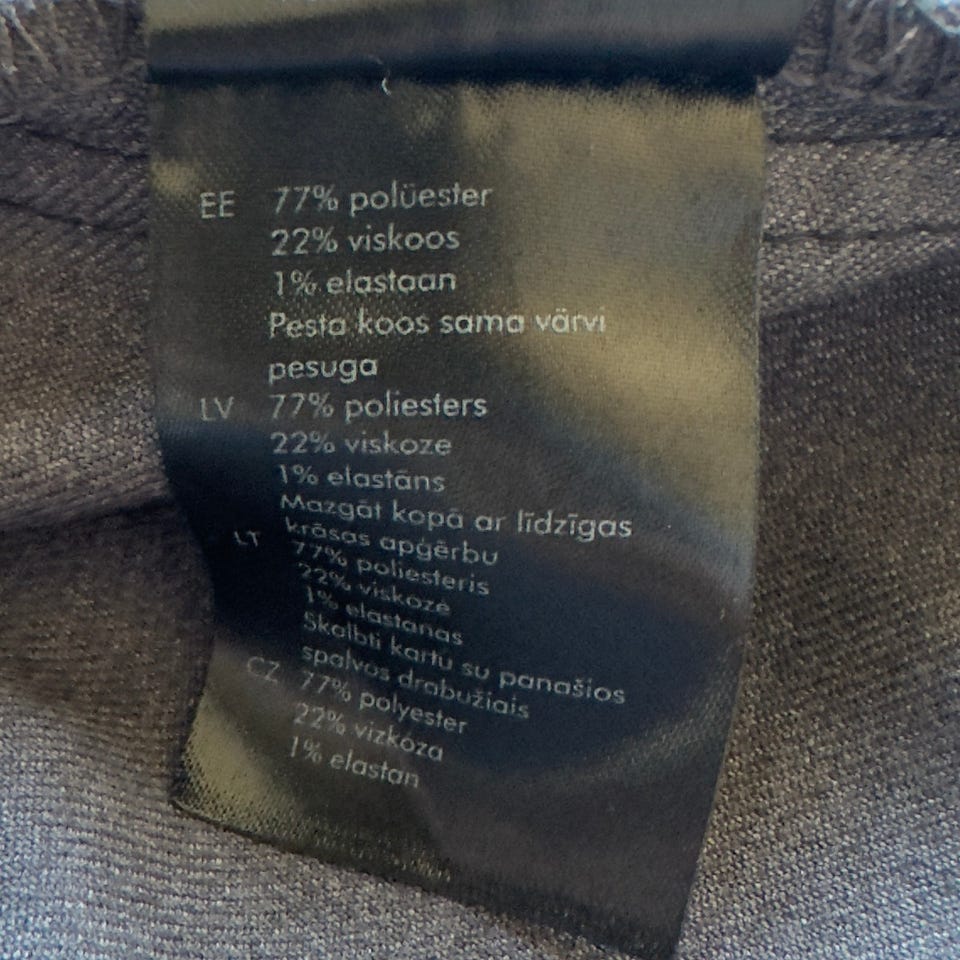 EE 77% polüester
22% viskoos
1% elastaan
Pesta koos sama värvi
pesuga
LV 77% poliesters
22% viskoze
1% elastāns
Mazgāt kopā ar līdzīgas
krāsas apģērbu
LT 77% poliesteris
22% viskozė
1% elastanas
Skalbti kartu su panašios
spalvos drabužiais
CZ 77% polyester
22% vizkóza
1% elastan